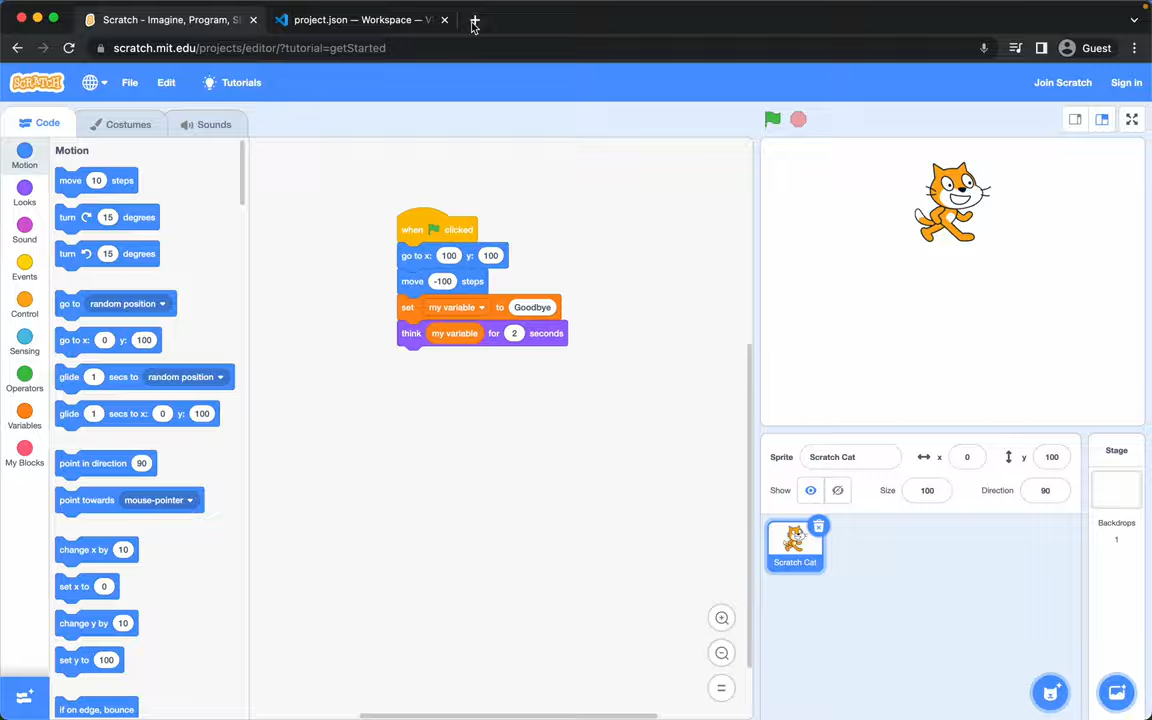 Scratch - Imagine, Program, S
project.json — Workspace — V
scratch.mit.edu/projects/editor/?tutorial=getStarted
Guest
SCRATCH
File
Edit
Tutorials
Join Scratch
Sign in
Code
Costumes
Sounds
Motion
Looks
Sound
Events
Control
Sensing
Operators
Variables
My Blocks
Motion
move 10 steps
turn 15 degrees
turn 15 degrees
go to random position
go to x: 0 y: 100
glide 1 secs to random position
glide 1 secs to x: 0 y: 100
point in direction 90
point towards mouse-pointer
change x by 10
set x to 0
change y by 10
set y to 100
if on edge, bounce
when clicked
go to x: 100 y: 100
move -100 steps
set my variable to Goodbye
think my variable for 2 seconds
Sprite Scratch Cat x 0 y 100
Show Size 100 Direction 90
Scratch Cat
Stage
Backdrops
1